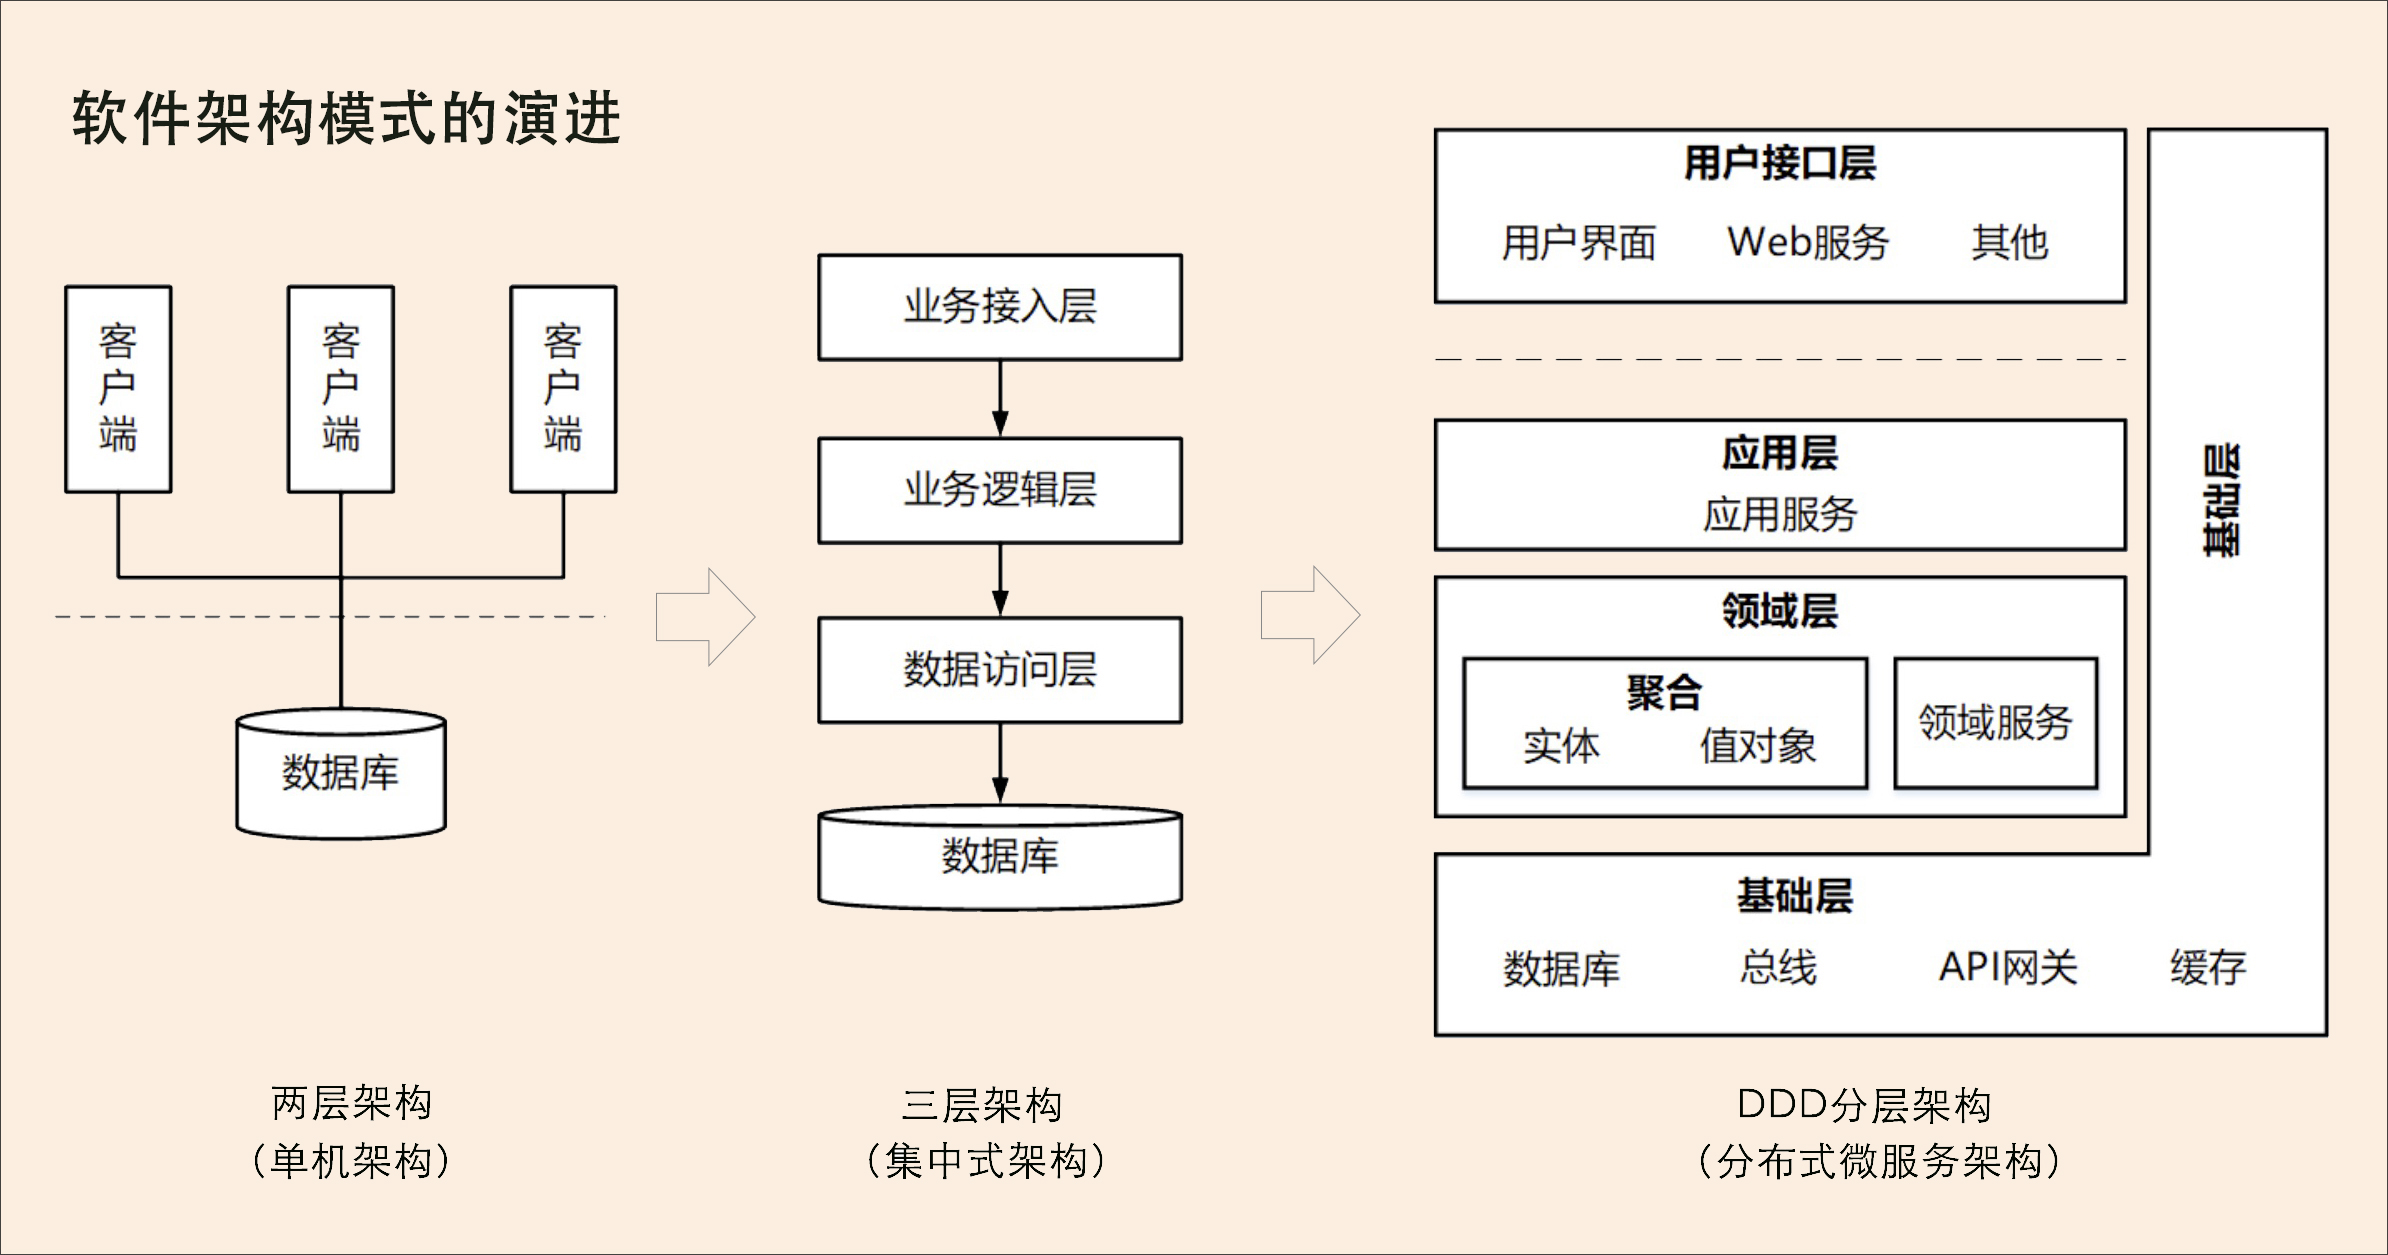 软件架构模式的演进
客户端
客户端
客户端
数据库
两层架构
（单机架构）
业务接入层
业务逻辑层
数据访问层
数据库
三层架构
（集中式架构）
用户接口层
用户界面 Web服务 其他
应用层
应用服务
领域层
聚合
实体 值对象
领域服务
基础层
基础层
数据库 总线 API网关 缓存
DDD分层架构
（分布式微服务架构）